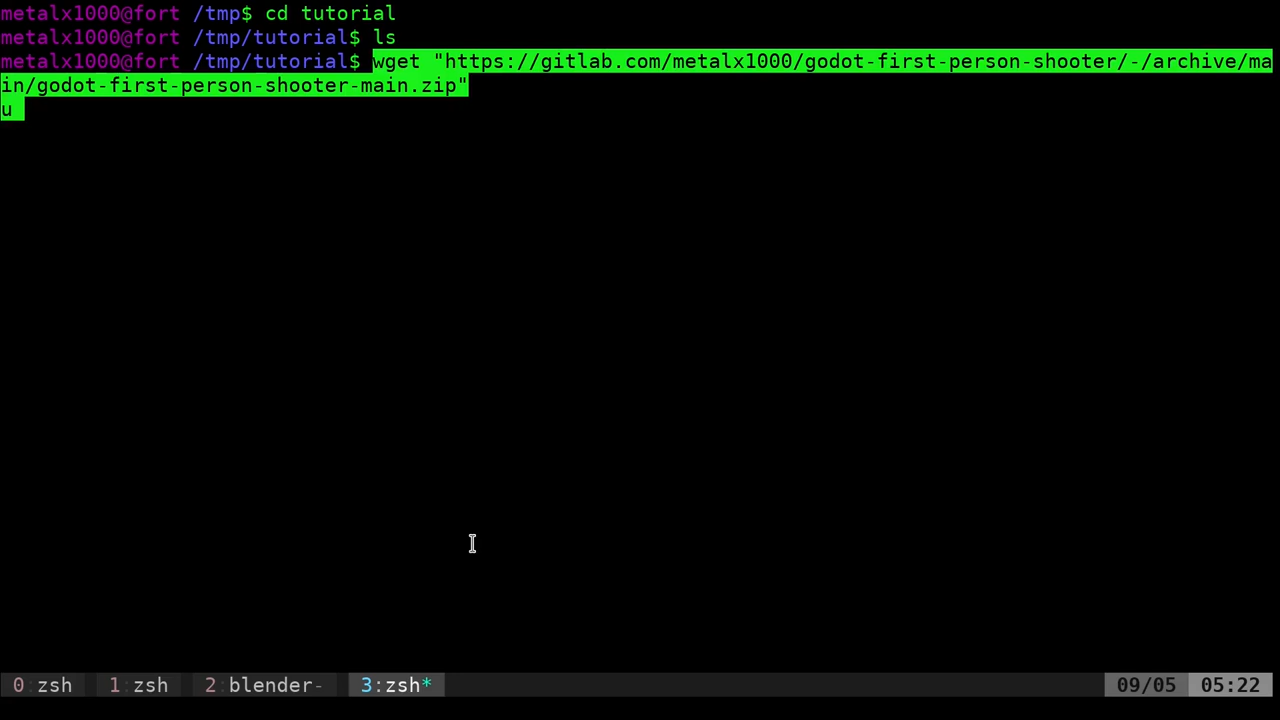 metalx1000@fort /tmp$ cd tutorial
metalx1000@fort /tmp/tutorial$ ls
metalx1000@fort /tmp/tutorial$ wget "https://gitlab.com/metalx1000/godot-first-person-shooter/-/archive/ma
in/godot-first-person-shooter-main.zip"
u
0 zsh 1 zsh 2 blender- 3:zsh* 09/05 05:22